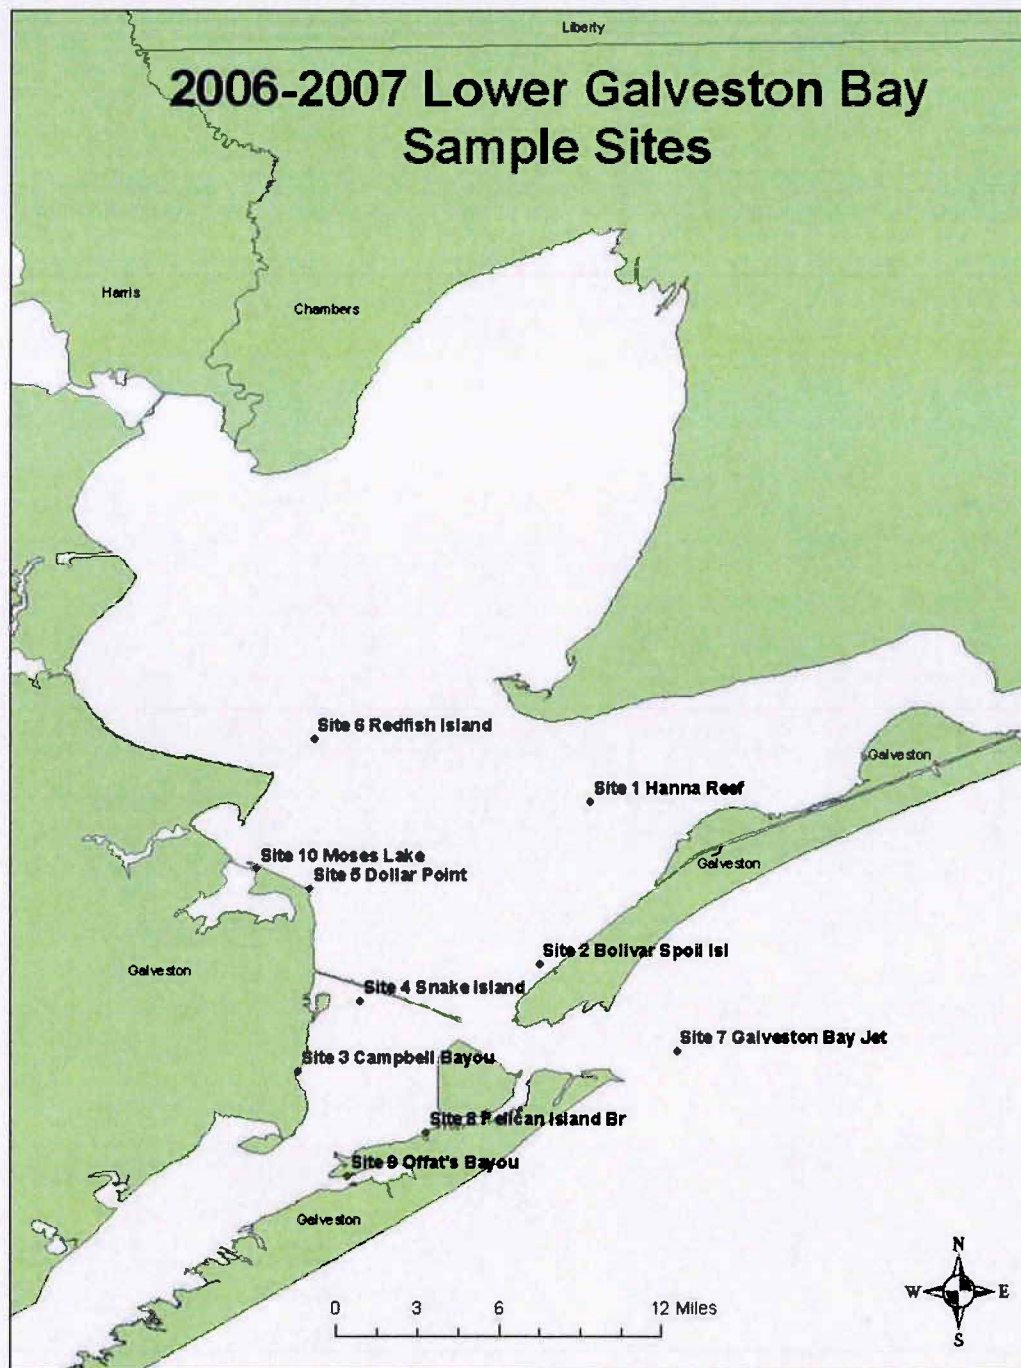 Liberty
2006-2007 Lower Galveston Bay
Sample Sites
Harris
Chambers
Site 6 Redfish Island
Galveston
Site 1 Hanna Reef
Site 10 Moses Lake
Galveston
Site 5 Dollar Point
Site 2 Bolivar Spoil Isl
Galveston
Site 4 Snake Island
Site 7 Galveston Bay Jet
Site 3 Campbell Bayou
Site 8 Pelican Island Br
Site 9 Offat's Bayou
Galveston
N
W E
S
0 3 6 12 Miles